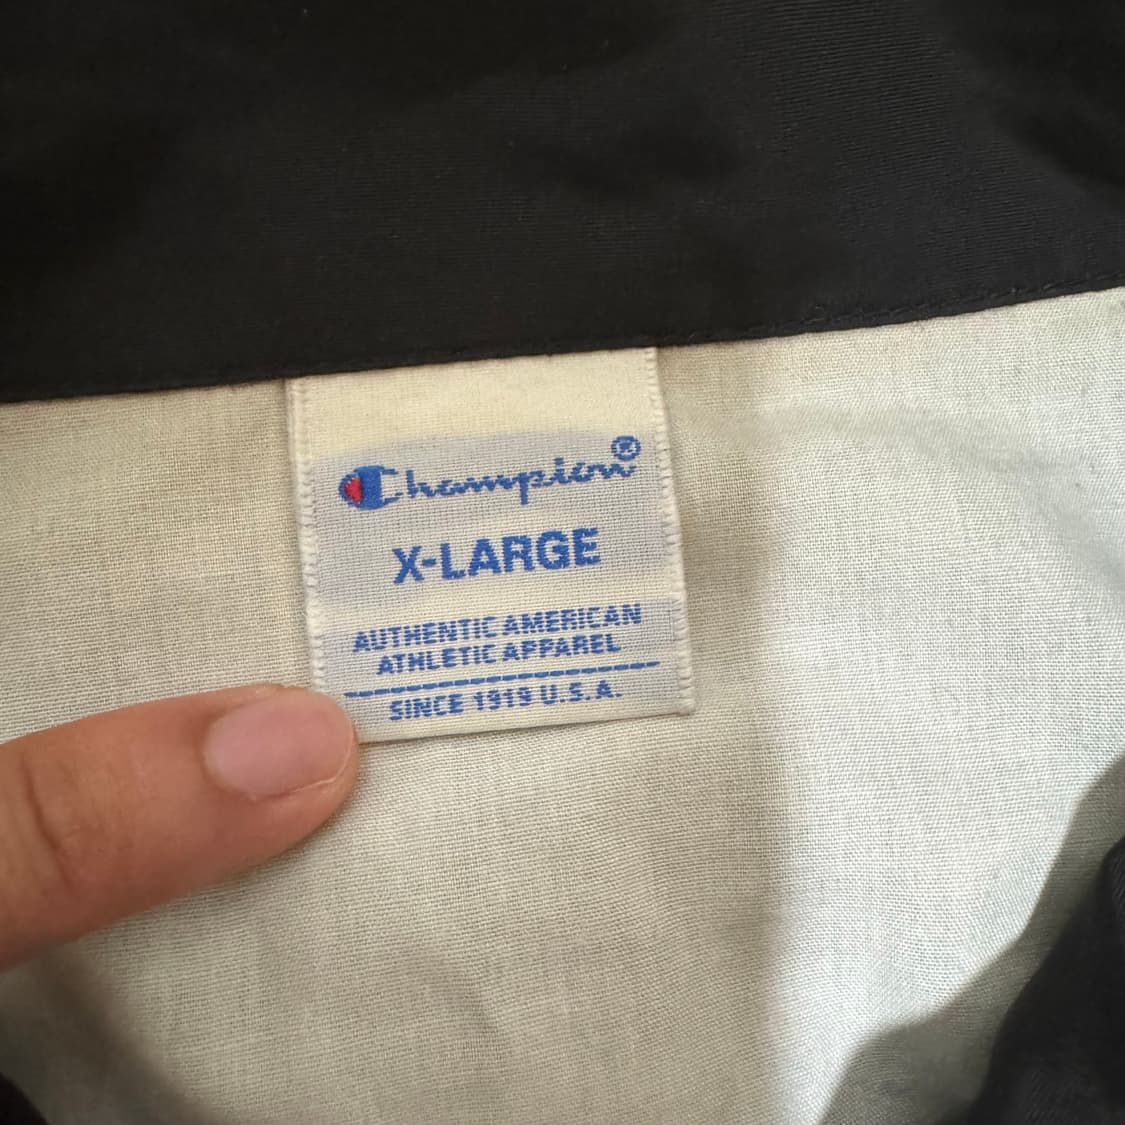 Champion®
X-LARGE
AUTHENTIC AMERICAN
ATHLETIC APPAREL
SINCE 1919 U.S.A.